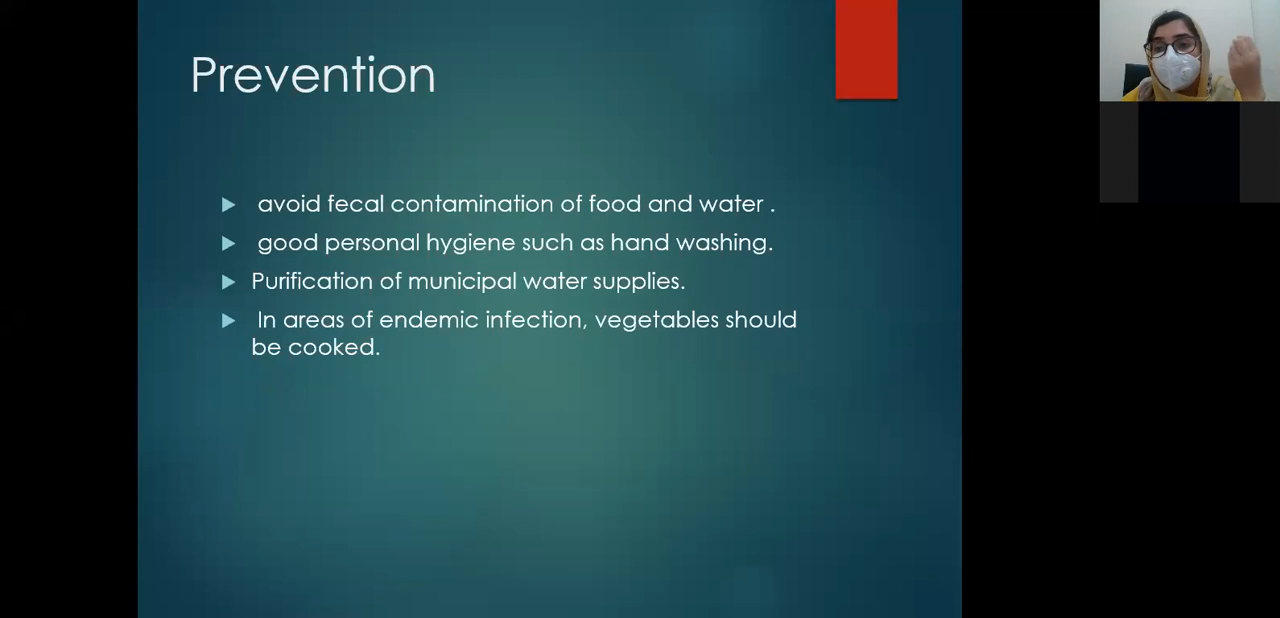 Prevention
avoid fecal contamination of food and water .
good personal hygiene such as hand washing.
Purification of municipal water supplies.
In areas of endemic infection, vegetables should
be cooked.